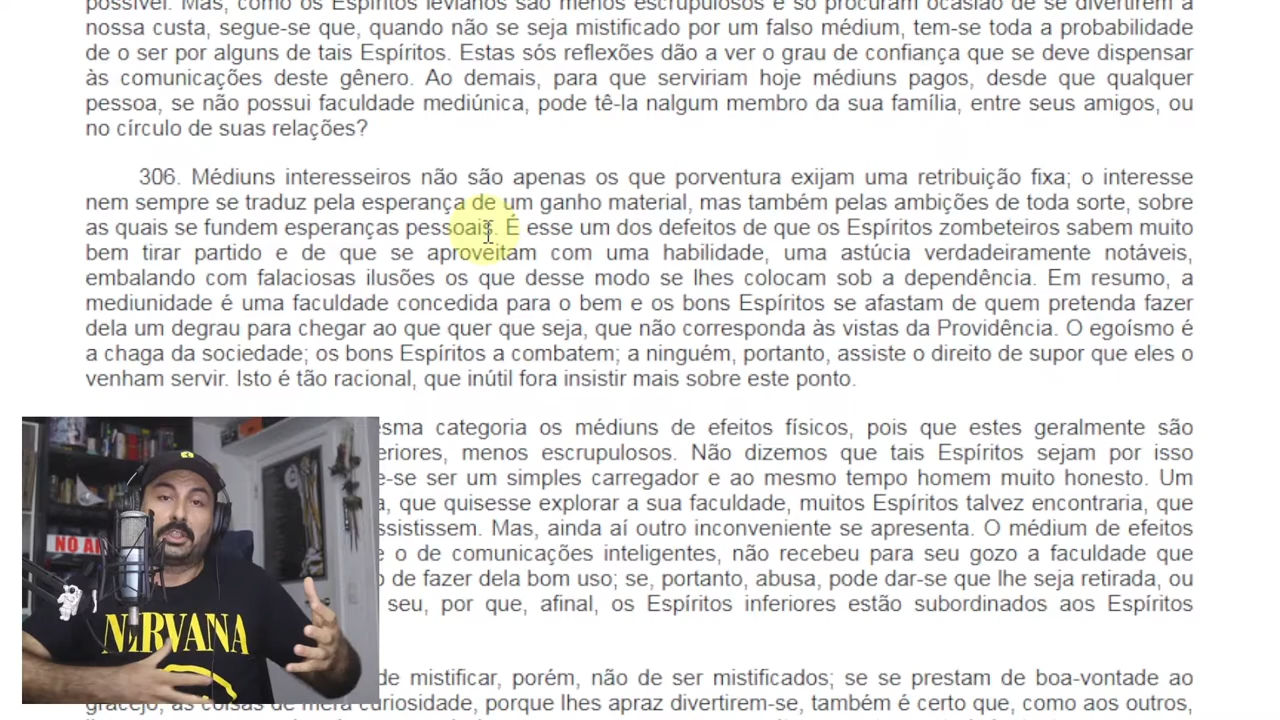 possível. Mas, como os Espíritos levianos são menos escrupulosos e só procuram ocasião de se divertirem à
nossa custa, segue-se que, quando não se seja mistificado por um falso médium, tem-se toda a probabilidade
de o ser por alguns de tais Espíritos. Estas sós reflexões dão a ver o grau de confiança que se deve dispensar
às comunicações deste gênero. Ao demais, para que serviriam hoje médiuns pagos, desde que qualquer
pessoa, se não possui faculdade mediúnica, pode tê-la nalgum membro da sua família, entre seus amigos, ou
no círculo de suas relações?
306. Médiuns interesseiros não são apenas os que porventura exijam uma retribuição fixa; o interesse
nem sempre se traduz pela esperança de um ganho material, mas também pelas ambições de toda sorte, sobre
as quais se fundem esperanças pessoais. É esse um dos defeitos de que os Espíritos zombeteiros sabem muito
bem tirar partido e de que se aproveitam com uma habilidade, uma astúcia verdadeiramente notáveis,
embalando com falaciosas ilusões os que desse modo se lhes colocam sob a dependência. Em resumo, a
mediunidade é uma faculdade concedida para o bem e os bons Espíritos se afastam de quem pretenda fazer
dela um degrau para chegar ao que quer que seja, que não corresponda às vistas da Providência. O egoísmo é
a chaga da sociedade; os bons Espíritos a combatem; a ninguém, portanto, assiste o direito de supor que eles o
venham servir. Isto é tão racional, que inútil fora insistir mais sobre este ponto.
esma categoria os médiuns de efeitos físicos, pois que estes geralmente são
eriores, menos escrupulosos. Não dizemos que tais Espíritos sejam por isso
e-se ser um simples carregador e ao mesmo tempo homem muito honesto. Um
a, que quisesse explorar a sua faculdade, muitos Espíritos talvez encontraria, que
ssistissem. Mas, ainda aí outro inconveniente se apresenta. O médium de efeitos
e o de comunicações inteligentes, não recebeu para seu gozo a faculdade que
o de fazer dela bom uso; se, portanto, abusa, pode dar-se que lhe seja retirada, ou
seu, por que, afinal, os Espíritos inferiores estão subordinados aos Espíritos
de mistificar, porém, não de ser mistificados; se se prestam de boa-vontade ao
gracejo, às coisas de mera curiosidade, porque lhes apraz divertirem-se, também é certo que, como aos outros,
NO A
NIRVANA